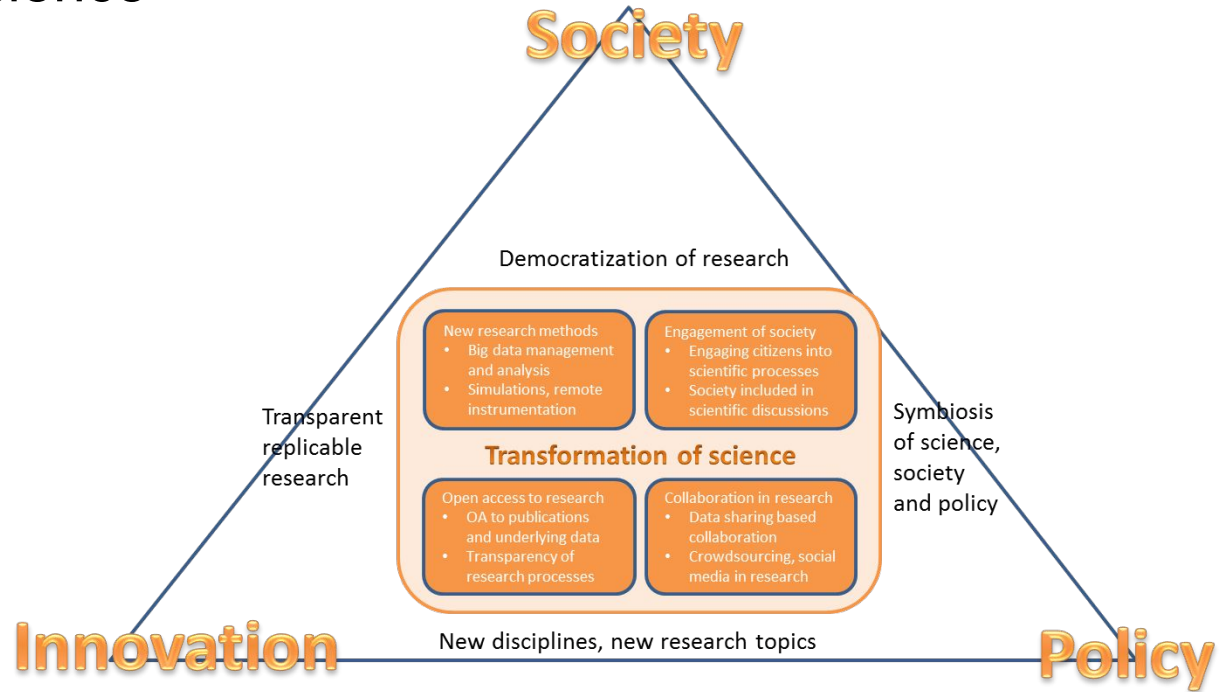 Society
Democratization of research
New research methods
• Big data management
and analysis
• Simulations, remote
instrumentation
Engagement of society
• Engaging citizens into
scientific processes
• Society included in
scientific discussions
Transparent
replicable
research
Transformation of science
Symbiosis
of science,
society
and policy
Open access to research
• OA to publications
and underlying data
• Transparency of
research processes
Collaboration in research
• Data sharing based
collaboration
• Crowdsourcing, social
media in research
Innovation
New disciplines, new research topics
Policy